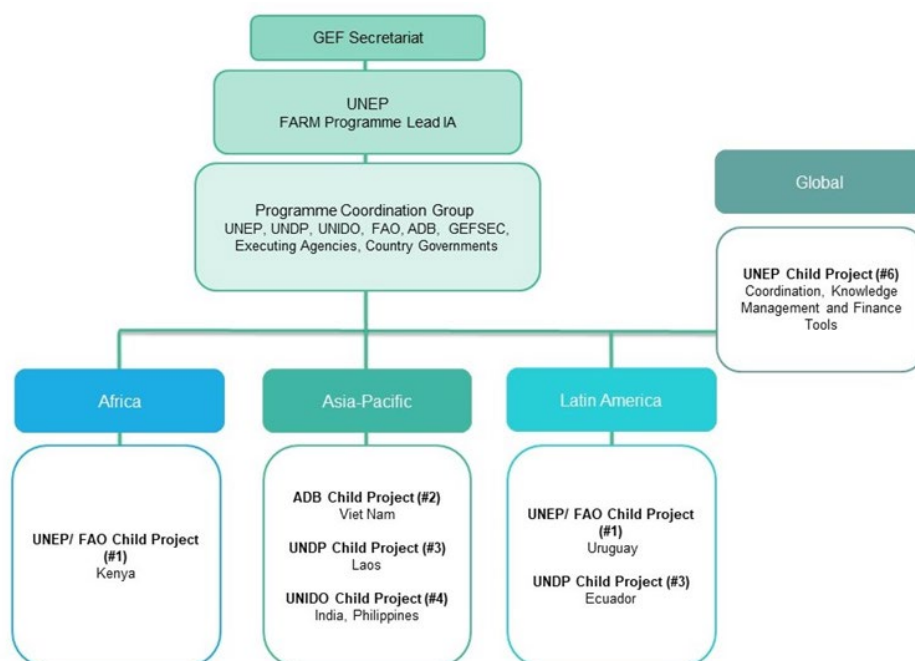 GEF Secretariat
UNEP
FARM Programme Lead IA
Programme Coordination Group
UNEP, UNDP, UNIDO, FAO, ADB, GEFSEC,
Executing Agencies, Country Governments
Global
UNEP Child Project (#6)
Coordination, Knowledge
Management and Finance
Tools
Africa
UNEP/ FAO Child Project
(#1)
Kenya
Asia-Pacific
ADB Child Project (#2)
Viet Nam
UNDP Child Project (#3)
Laos
UNIDO Child Project (#4)
India, Philippines
Latin America
UNEP/ FAO Child Project
(#1)
Uruguay
UNDP Child Project (#3)
Ecuador